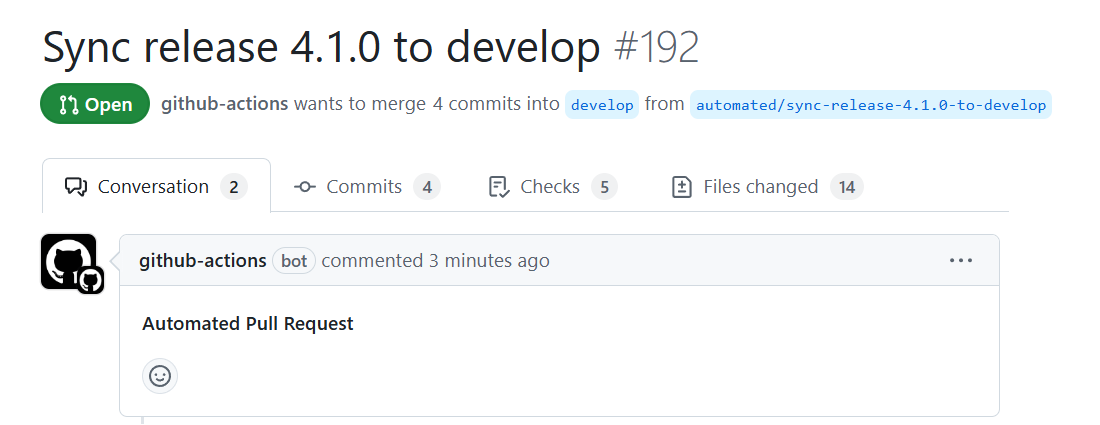 Sync release 4.1.0 to develop #192
Open github-actions wants to merge 4 commits into develop from automated/sync-release-4.1.0-to-develop
Conversation 2 Commits 4 Checks 5 Files changed 14
github-actions bot commented 3 minutes ago ...
Automated Pull Request